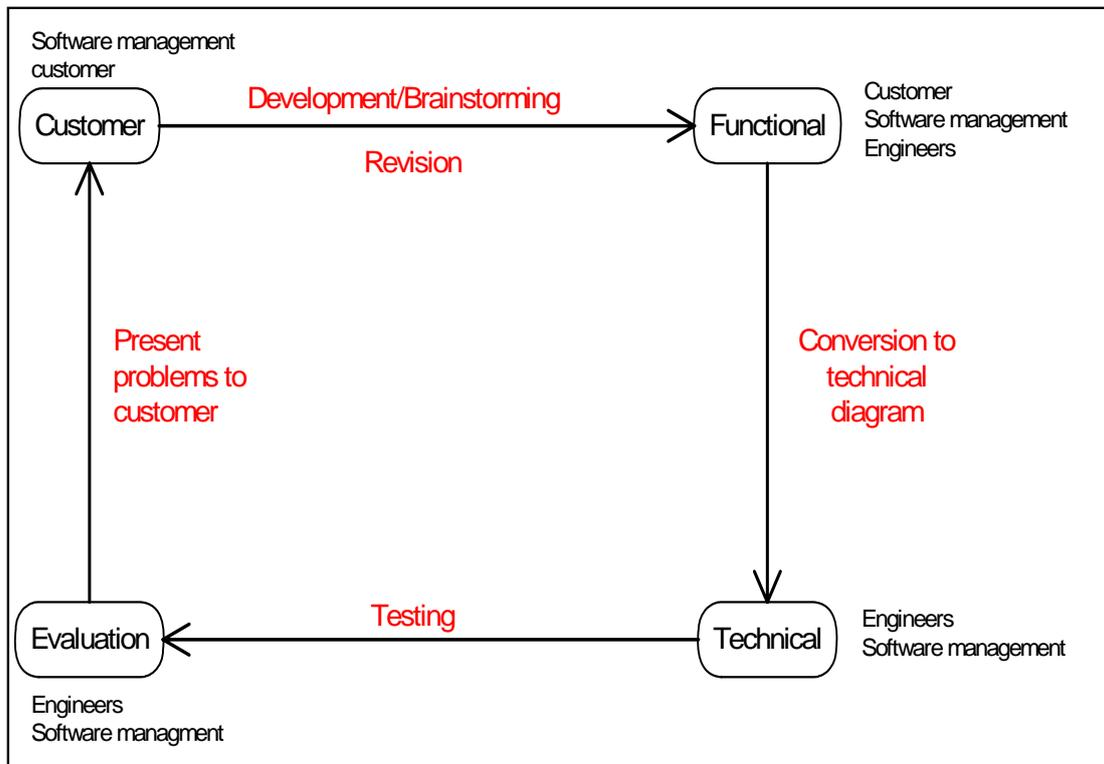 Software management
customer
Customer
Development/Brainstorming
Revision
Functional
Customer
Software management
Engineers
Present
problems to
customer
Conversion to
technical
diagram
Evaluation
Testing
Technical
Engineers
Software management
Engineers
Software managment